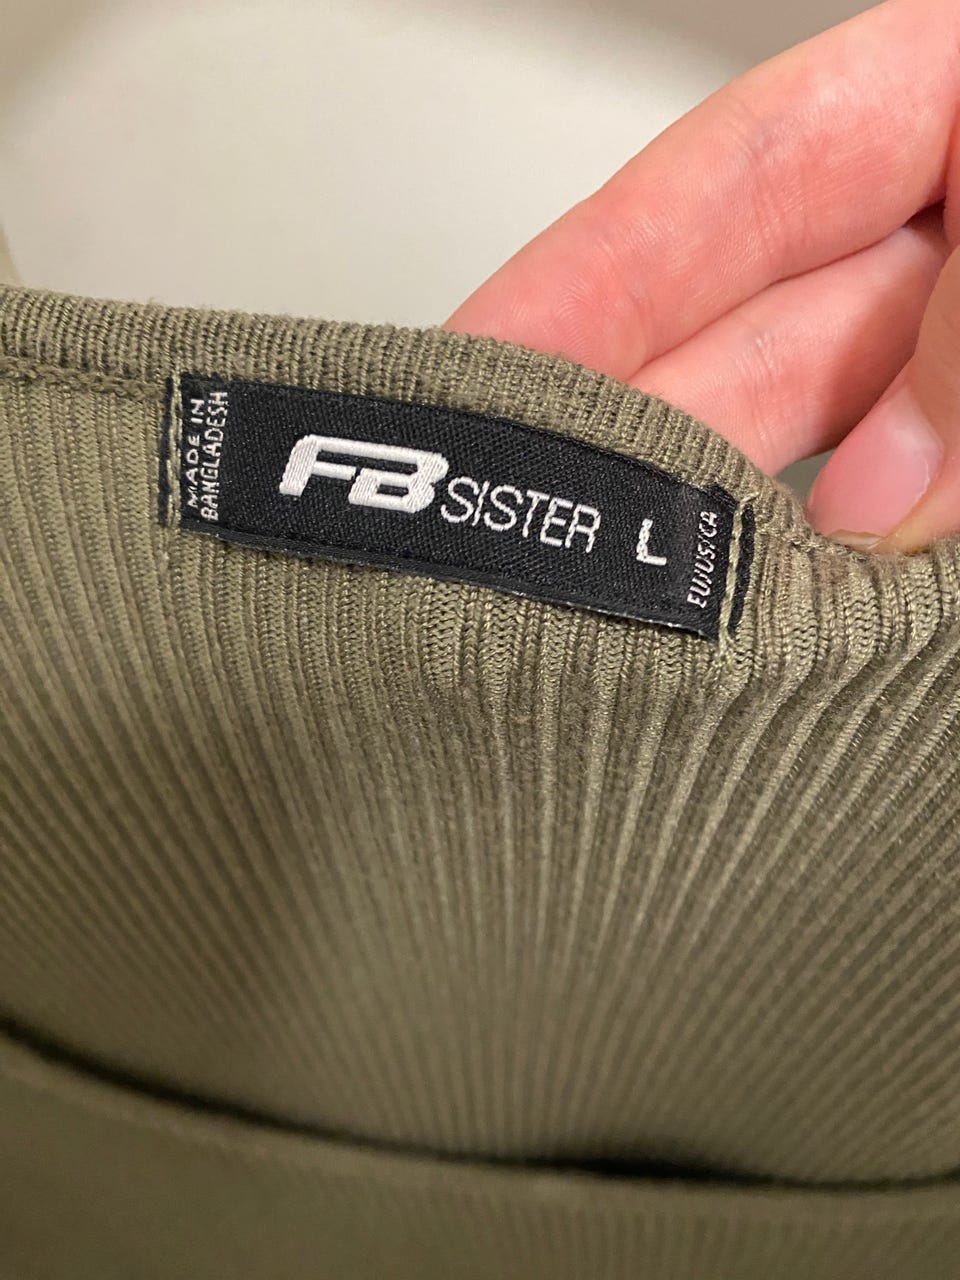 MADE IN
BANGLADESH
FB SISTER
L
EU/US/CA